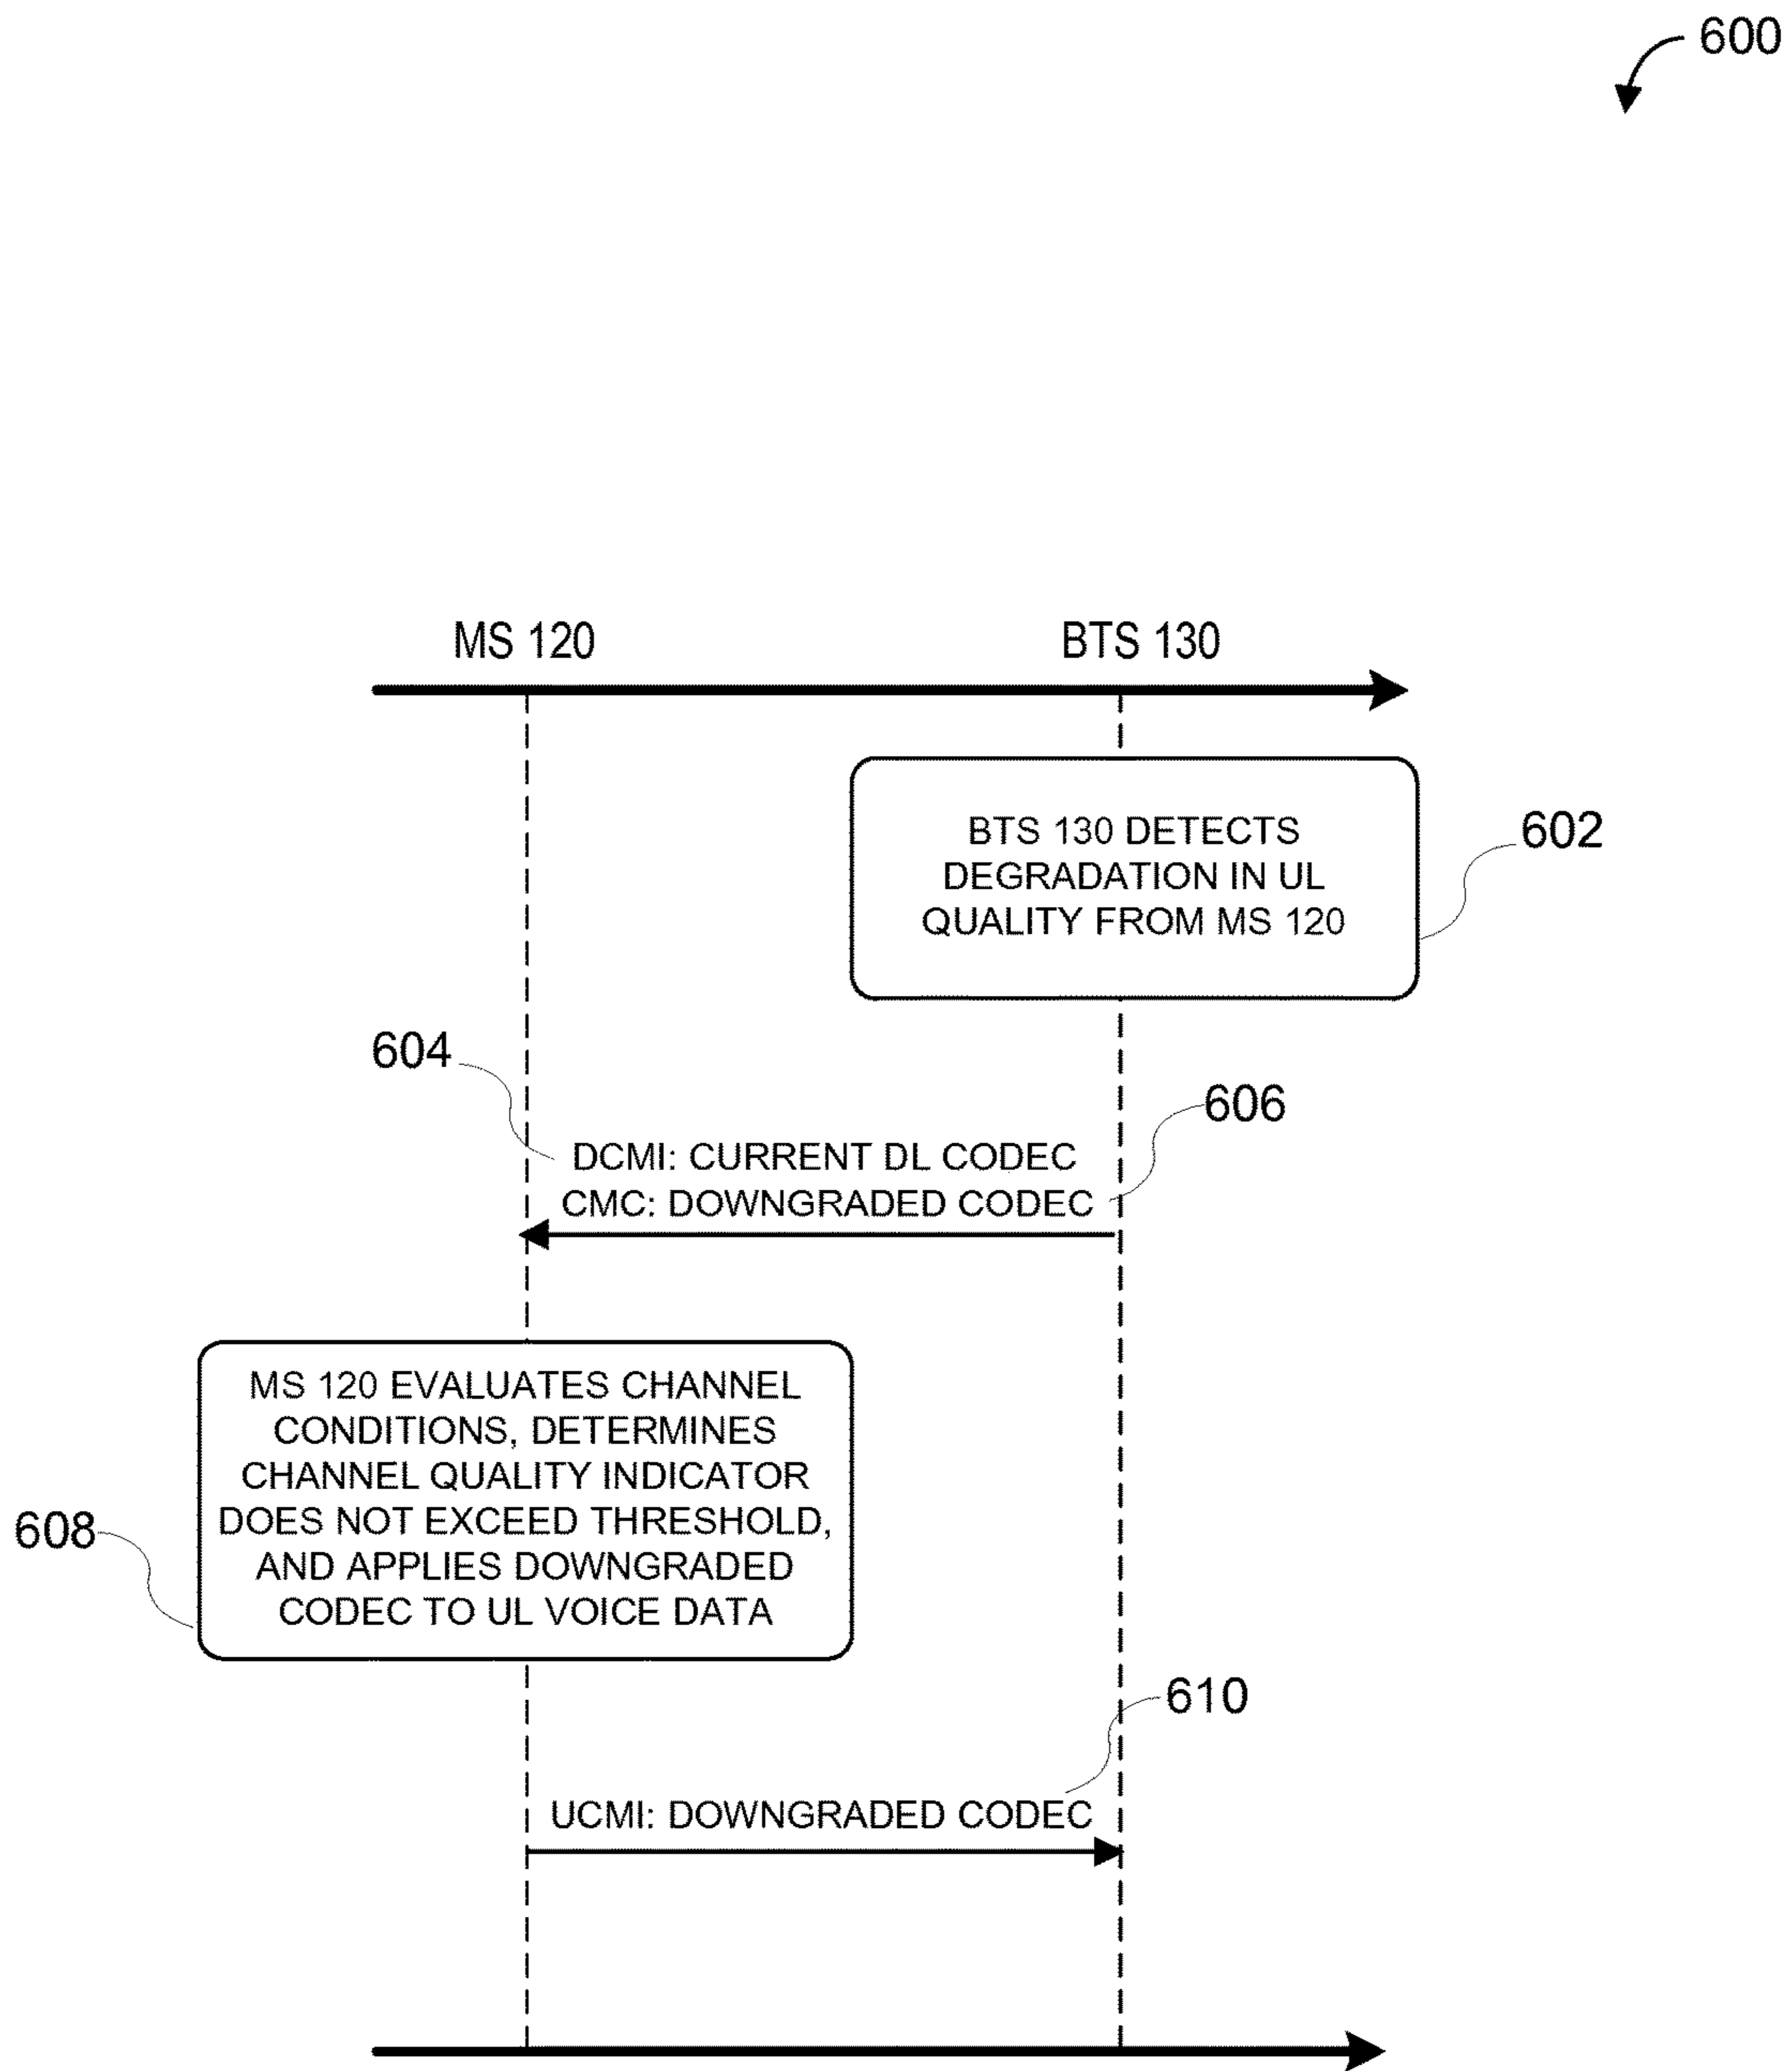 600
MS 120
BTS 130
BTS 130 DETECTS
DEGRADATION IN UL
QUALITY FROM MS 120
602
604
606
DCMI: CURRENT DL CODEC
CMC: DOWNGRADED CODEC
MS 120 EVALUATES CHANNEL
CONDITIONS, DETERMINES
CHANNEL QUALITY INDICATOR
DOES NOT EXCEED THRESHOLD,
AND APPLIES DOWNGRADED
CODEC TO UL VOICE DATA
608
610
UCMI: DOWNGRADED CODEC